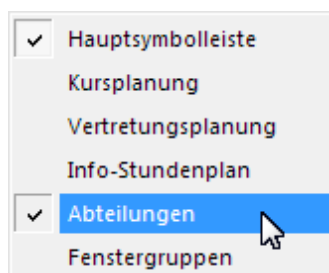 Hauptsymbolleiste
Kursplanung
Vertretungsplanung
Info-Stundenplan
Abteilungen
Fenstergruppen